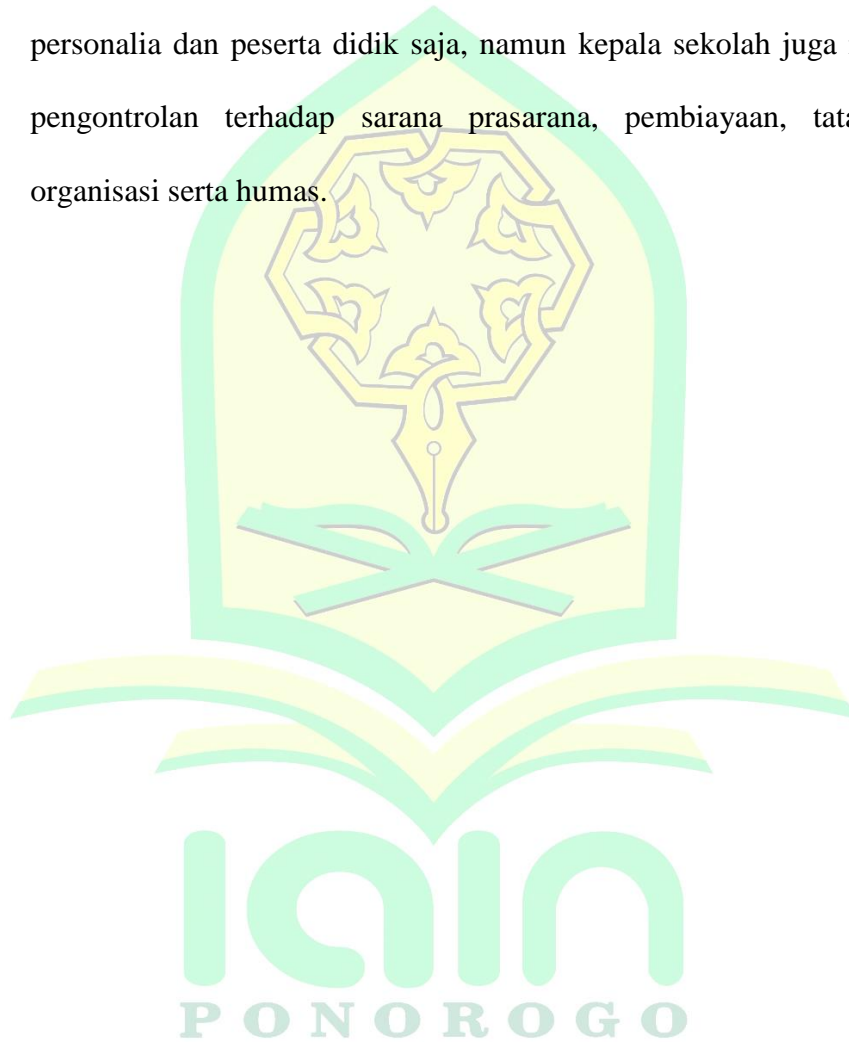 personalia dan peserta didik saja, namun kepala sekolah juga
pengontrolan terhadap sarana prasarana, pembiayaan, tata
organisasi serta humas.
iain
PONOROGO